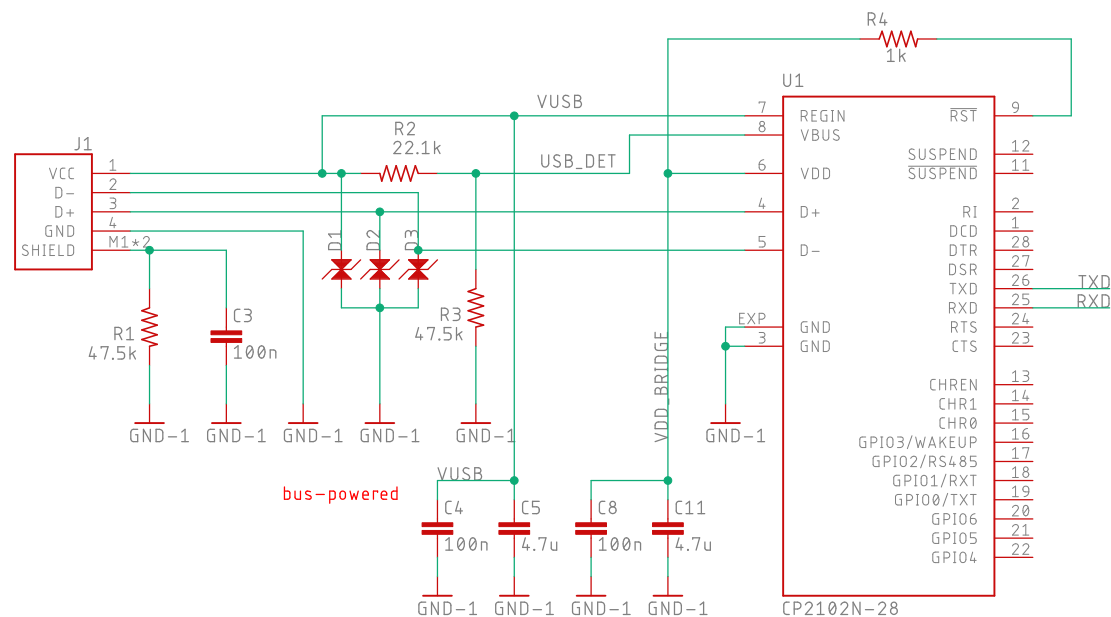 R4
1k
U1
VUSB
7 REGIN RST 9
8 VBUS
R2
22.1k
J1
USB_DET
SUSPEND 12
VCC 1
6 VDD SUSPEND 11
D- 2
D+ 3
4 D+ RI 2
GND 4
DCD 1
SHIELD M1*2
D1 D2 D3
5 D- DTR 28
DSR 27
TXD 26 TXD
RXD 25 RXD
C3
R3
47.5k
EXP GND RTS 24
R1
47.5k
100n
3 GND CTS 23
VDD_BRIDGE
CHREN 13
CHR1 14
CHR0 15
GND-1 GND-1 GND-1 GND-1 GND-1 GND-1
GPIO3/WAKEUP 16
GPIO2/RS485 17
VUSB
GPIO1/RXT 18
bus-powered
GPIO0/TXT 19
C4 C5 C8 C11
GPIO6 20
GPIO5 21
100n 4.7u 100n 4.7u
GPIO4 22
GND-1 GND-1 GND-1 GND-1
CP2102N-28